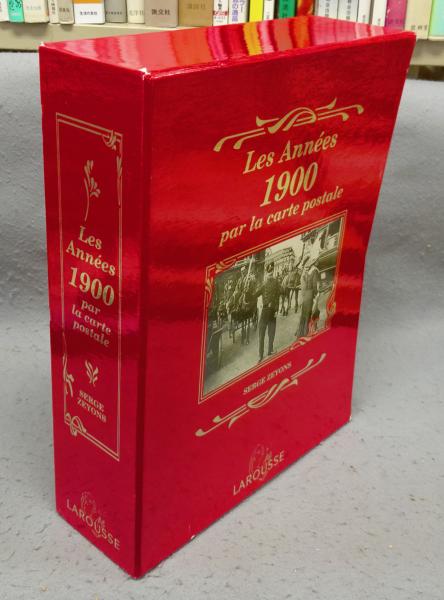 Les
Années
1900
par
la carte
postale
SERGE
ZEYONS
LAROUSSE
Les Années
1900
par la carte postale
SERGE ZEYONS
LAROUSSE